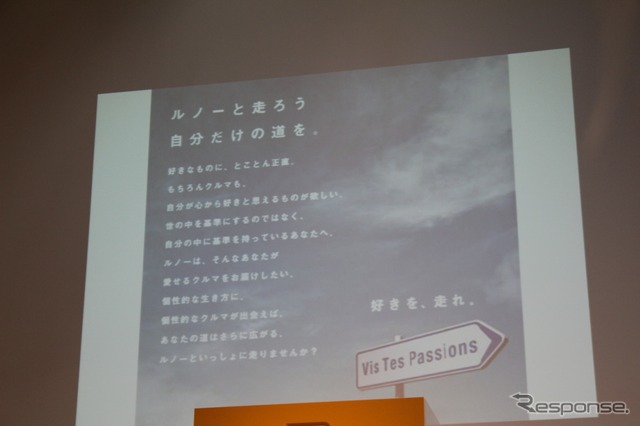 ルノーと走ろう
自分だけの道を。
好きなものに、とことん正直。
もちろんクルマも、
自分が心から好きと思えるものが欲しい。
世の中を基準にするのではなく、
自分の中に基準を持っているあなたへ。
ルノーは、そんなあなたが
愛せるクルマをお届けしたい。
個性的な生き方に、
個性的なクルマが出会えば、
あなたの道はさらに広がる。
ルノーといっしょに走りませんか?
好きを、走れ。
Vis Tes Passions
Response.